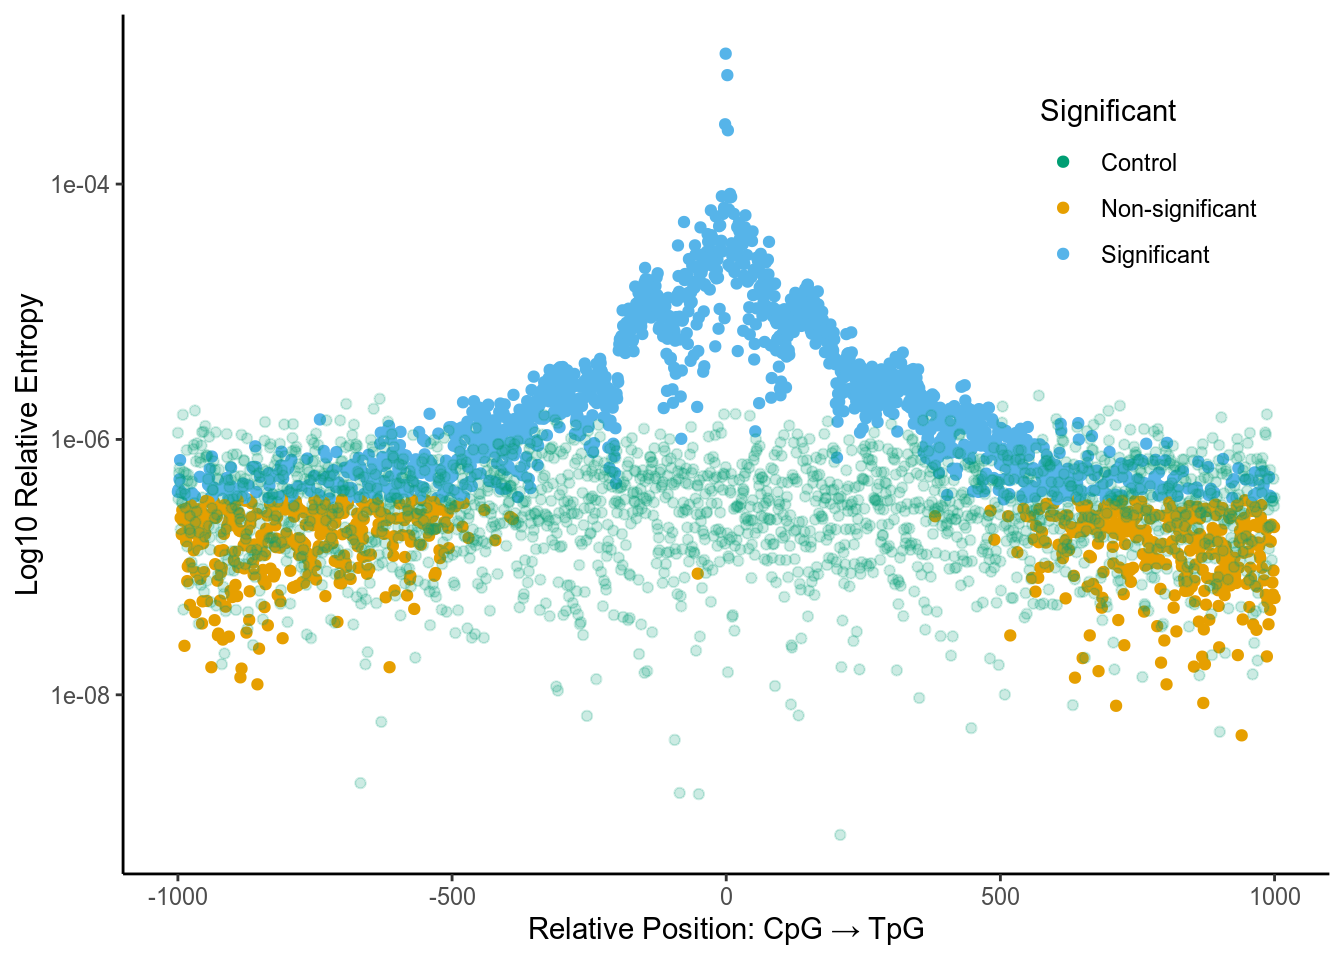 Significant
Control
Non-significant
Significant
Log10 Relative Entropy
1e-04
1e-06
1e-08
-1000
-500
0
500
1000
Relative Position: CpG → TpG